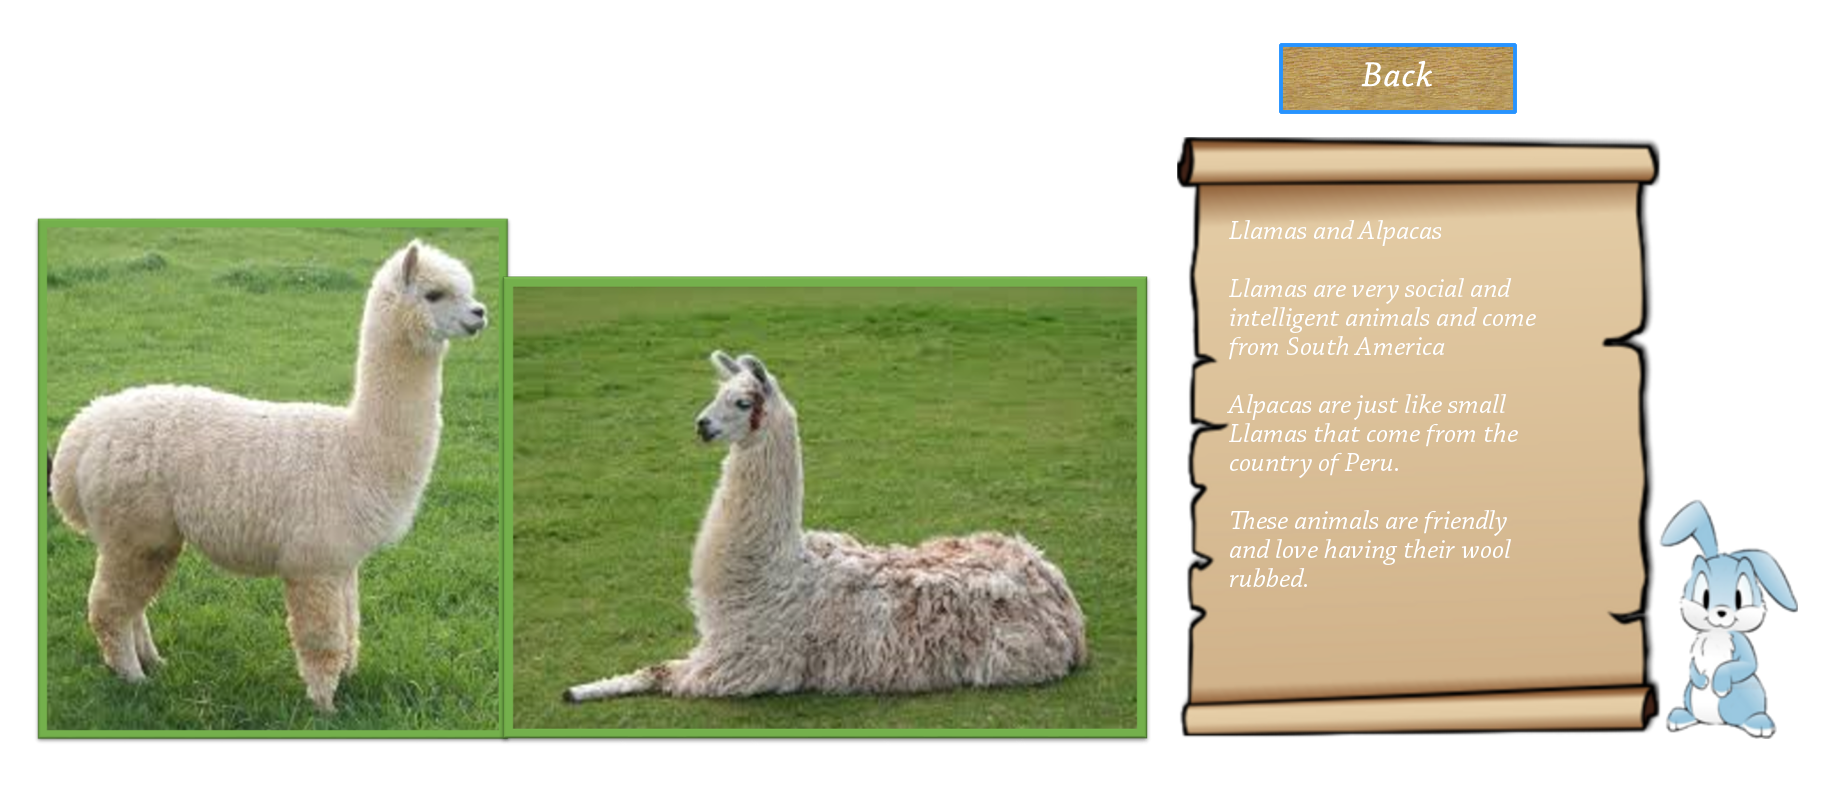 Back
Llamas and Alpacas
Llamas are very social and
intelligent animals and come
from South America
Alpacas are just like small
Llamas that come from the
country of Peru.
These animals are friendly
and love having their wool
rubbed.